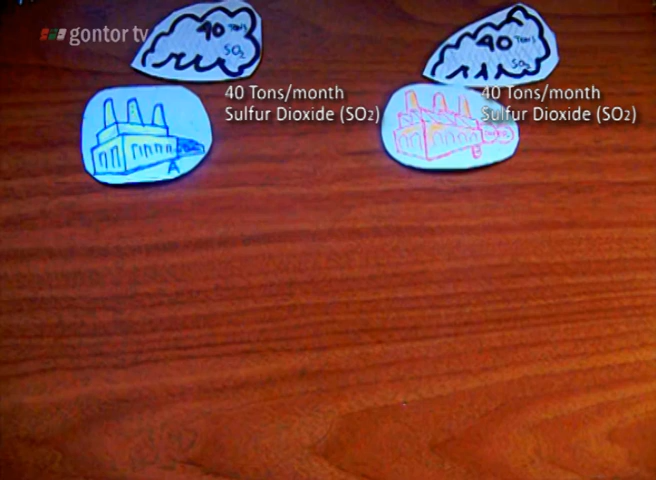 gontor tv
40 Tons
SO2
40 Tons
SO2
40 Tons/month
Sulfur Dioxide (SO2)
40 Tons/month
Sulfur Dioxide (SO2)
A
B